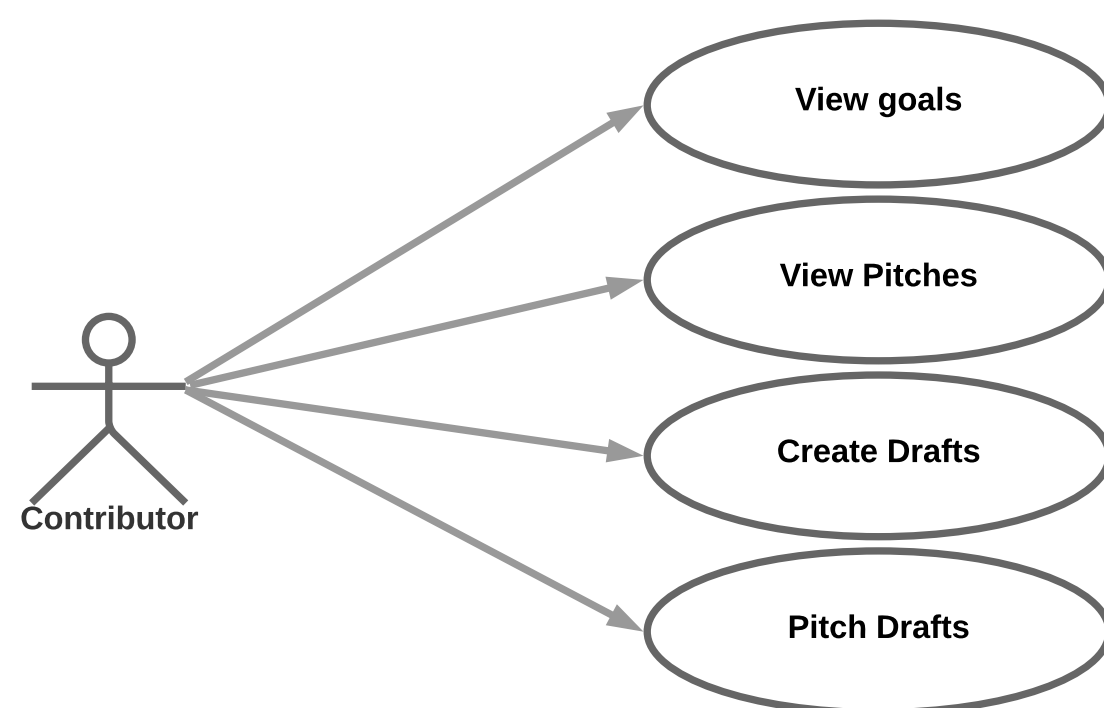 View goals
View Pitches
Create Drafts
Contributor
Pitch Drafts